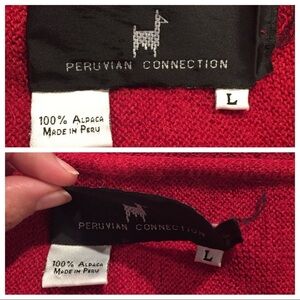 PERUVIAN CONNECTION
L
100% ALPACA
MADE IN PERU
PERUVIAN CONNECTION
L
100% ALPACA
MADE IN PERU